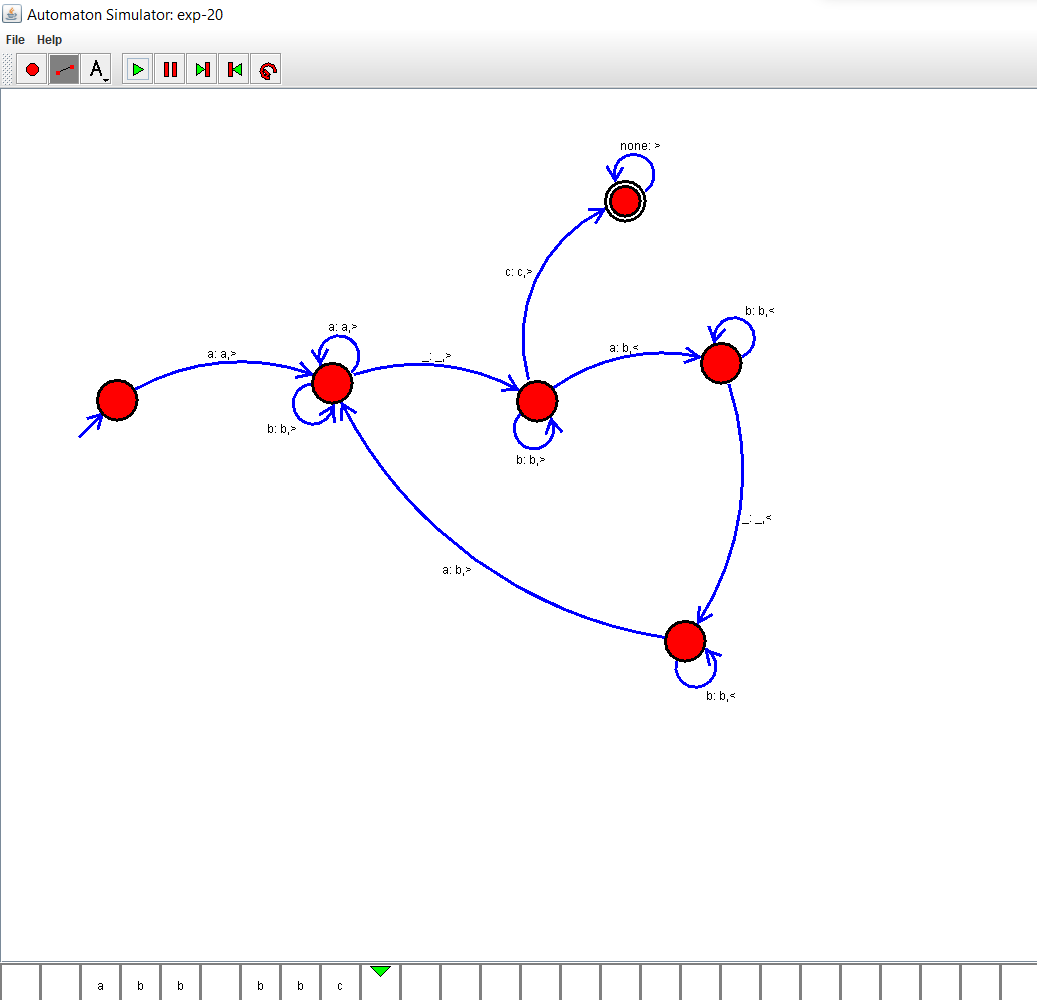 Automaton Simulator: exp-20
File Help
A
none: >
c: c,>
b: b,<
a: a,>
a: b,<
_: _,>
a: a,>
b: b,>
b: b,>
_: _,<
a: b,>
b: b,<
a b b b b c